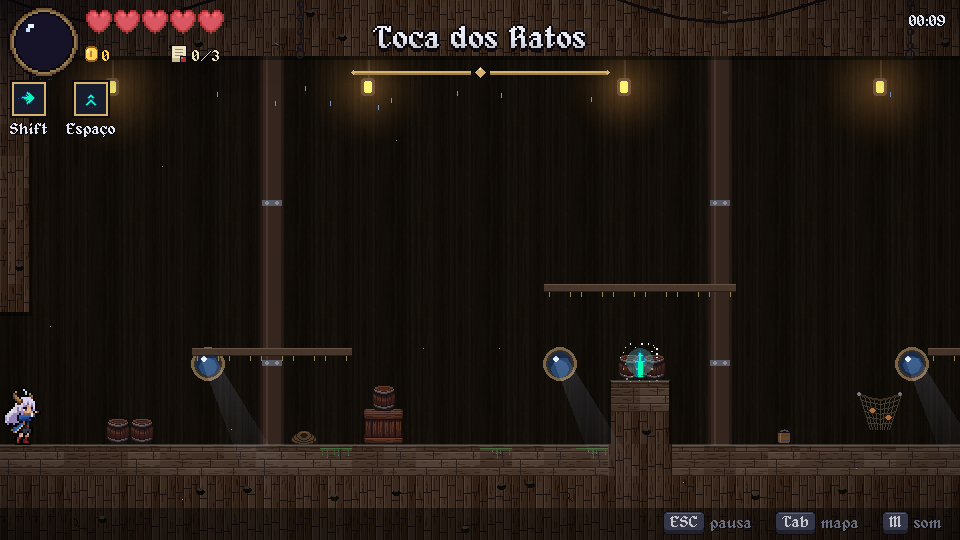 Toca dos Ratos
00:09
0
0/3
Shift
Espaço
ESC pausa
Tab mapa
M som